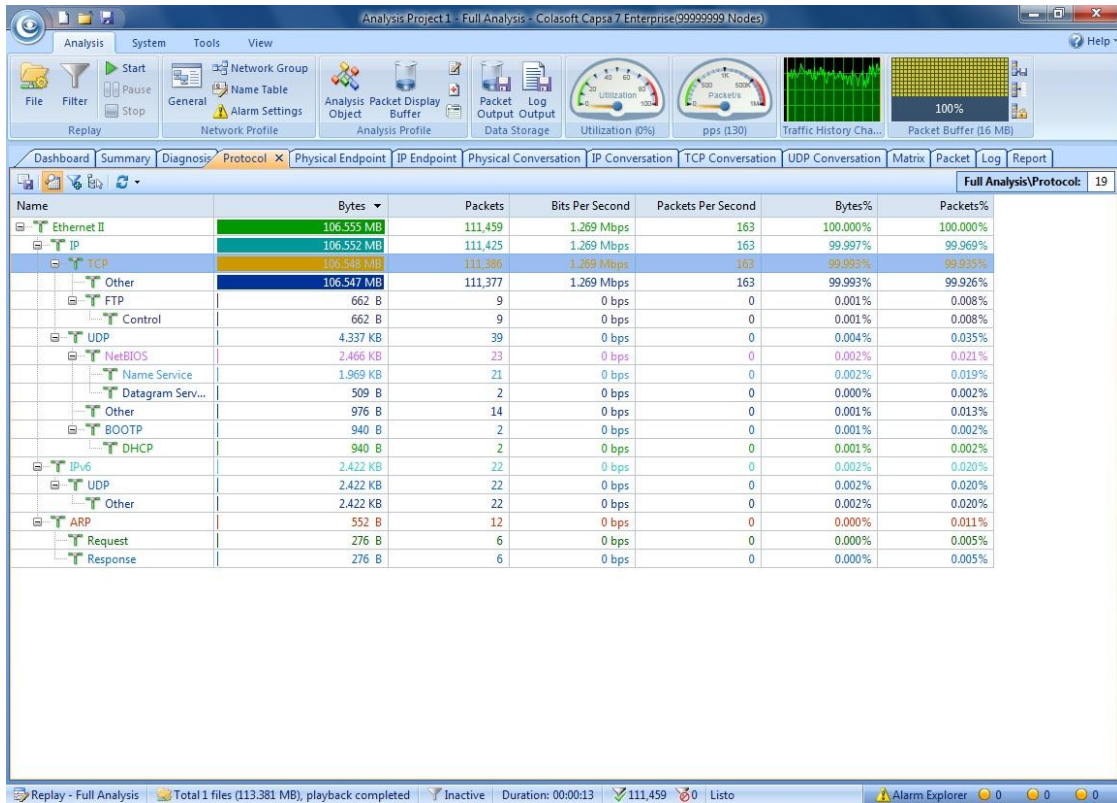 Analysis Project 1 - Full Analysis - Colasoft Capsa 7 Enterprise(99999999 Nodes)
Analysis System Tools View Help
File Filter Start Pause Stop
Replay
General Network Group Name Table Alarm Settings
Network Profile
Analysis Object Packet Display Buffer
Analysis Profile
Packet Output Log Output
Data Storage
Utilization
Utilization (0%)
Packet/s
pps (130)
Traffic History Cha...
100%
Packet Buffer (16 MB)
Dashboard Summary Diagnosis Protocol X Physical Endpoint IP Endpoint Physical Conversation IP Conversation TCP Conversation UDP Conversation Matrix Packet Log Report
Full Analysis\Protocol: 19
Name Bytes Packets Bits Per Second Packets Per Second Bytes% Packets%
Ethernet II 106.555 MB 111,459 1.269 Mbps 163 100.000% 100.000%
IP 106.552 MB 111,425 1.269 Mbps 163 99.997% 99.969%
TCP 106.548 MB 111,386 1.269 Mbps 163 99.993% 99.935%
Other 106.547 MB 111,377 1.269 Mbps 163 99.993% 99.926%
FTP 662 B 9 0 bps 0 0.001% 0.008%
Control 662 B 9 0 bps 0 0.001% 0.008%
UDP 4.337 KB 39 0 bps 0 0.004% 0.035%
NetBIOS 2.466 KB 23 0 bps 0 0.002% 0.021%
Name Service 1.969 KB 21 0 bps 0 0.002% 0.019%
Datagram Serv... 509 B 2 0 bps 0 0.000% 0.002%
Other 976 B 14 0 bps 0 0.001% 0.013%
BOOTP 940 B 2 0 bps 0 0.001% 0.002%
DHCP 940 B 2 0 bps 0 0.001% 0.002%
IPv6 2.422 KB 22 0 bps 0 0.002% 0.020%
UDP 2.422 KB 22 0 bps 0 0.002% 0.020%
Other 2.422 KB 22 0 bps 0 0.002% 0.020%
ARP 552 B 12 0 bps 0 0.000% 0.011%
Request 276 B 6 0 bps 0 0.000% 0.005%
Response 276 B 6 0 bps 0 0.000% 0.005%
Replay - Full Analysis Total 1 files (113.381 MB), playback completed Inactive Duration: 00:00:13 111,459 0 Listo Alarm Explorer 0 0 0